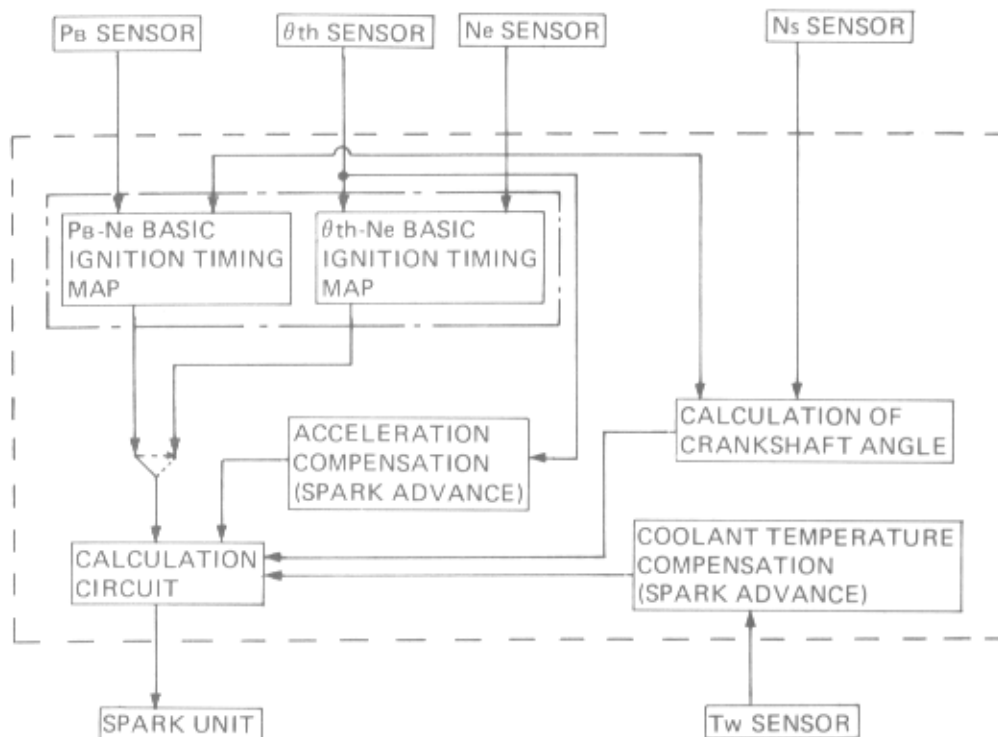 PB SENSOR
θth SENSOR
Ne SENSOR
Ns SENSOR
PB-Ne BASIC
IGNITION TIMING
MAP
θth-Ne BASIC
IGNITION TIMING
MAP
ACCELERATION
COMPENSATION
(SPARK ADVANCE)
CALCULATION OF
CRANKSHAFT ANGLE
CALCULATION
CIRCUIT
COOLANT TEMPERATURE
COMPENSATION
(SPARK ADVANCE)
SPARK UNIT
Tw SENSOR